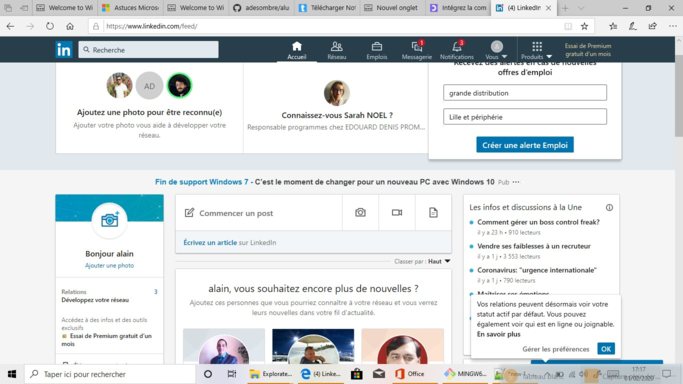 Welcome to Wi
Astuces Micros
Welcome to Wi
adesombre/alu
Télécharger No
Nouvel onglet
Intégrez la com
(4) LinkedIn
https://www.linkedin.com/feed/
in
Recherche
Accueil
Réseau
Emplois
1
Messagerie
3
Notifications
Vous
Produits
Essai de Premium
gratuit d'un mois
AD
Ajoutez une photo pour être reconnu(e)
Ajouter votre photo vous aide à développer votre
réseau.
Connaissez-vous Sarah NOEL ?
Responsable programmes chez EDOUARD DENIS PROM...
Recevez des alertes en cas de nouvelles
offres d'emploi
grande distribution
Lille et périphérie
Créer une alerte Emploi
Fin de support Windows 7 - C'est le moment de changer pour un nouveau PC avec Windows 10 Pub
Bonjour alain
Ajouter une photo
Relations 3
Développez votre réseau
Accédez à des infos et des outils
exclusifs
Essai de Premium gratuit d'un
mois
Commencer un post
Écrivez un article sur LinkedIn
Classer par : Haut
alain, vous souhaitez encore plus de nouvelles ?
Ajoutez ces personnes que vous pourriez connaître à votre réseau et vous verrez
leurs nouvelles dans votre fil d'actualité.
Les infos et discussions à la Une
Comment gérer un boss control freak?
il y a 23 h • 910 lecteurs
Vendre ses faiblesses à un recruteur
il y a 1 j • 3 553 lecteurs
Coronavirus: "urgence internationale"
il y a 1 j • 790 lecteurs
Maîtriser ses émotions
Vos relations peuvent désormais voir votre
statut actif par défaut. Vous pouvez
également voir qui est en ligne ou joignable.
En savoir plus
Gérer les préférences
OK
Taper ici pour rechercher
Explorate...
(4) Linke...
Office
MINGW6...
17:17
01/02/2020